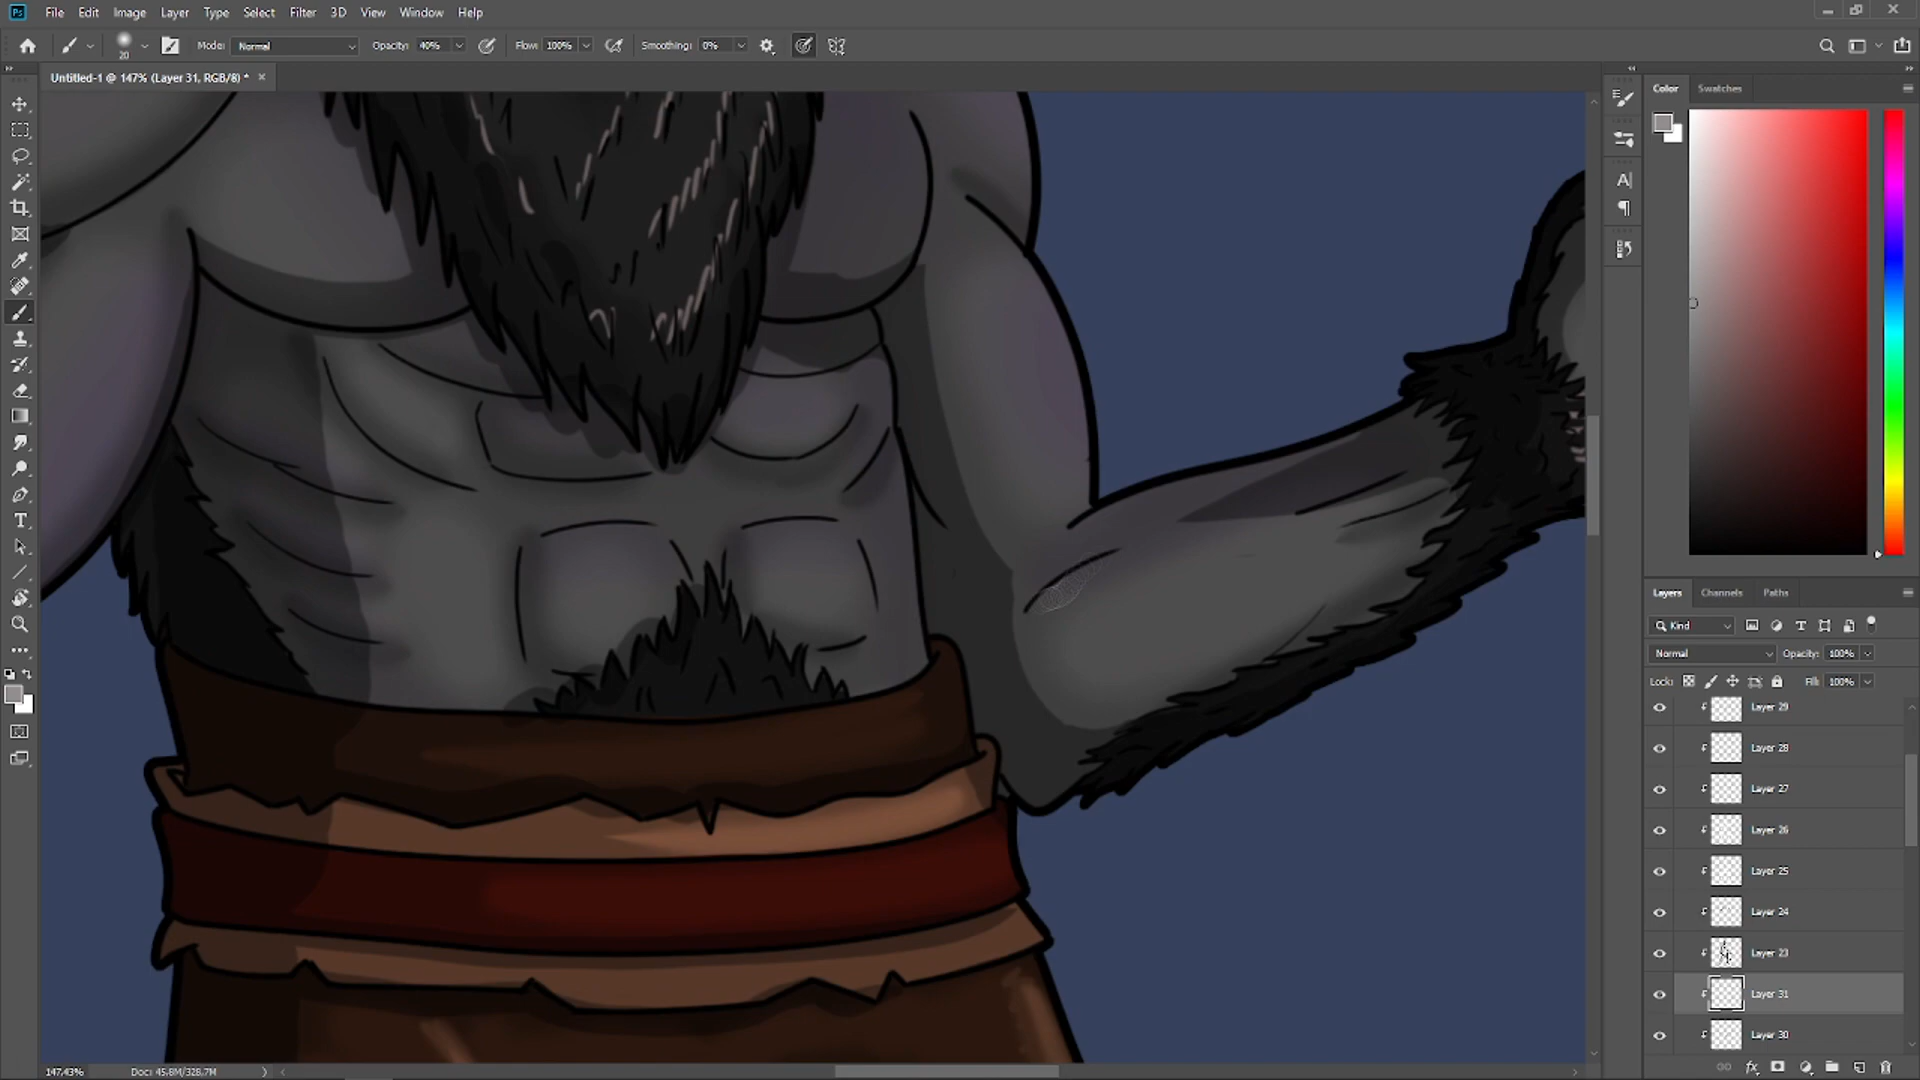 Ps File Edit Image Layer Type Select Filter 3D View Window Help
20 Mode: Normal Opacity: 40% Flow: 100% Smoothing: 0%
Untitled-1 @ 147% (Layer 31, RGB/8) *
Color Swatches
Layers Channels Paths
Kind
Normal Opacity: 100%
Lock: Fill: 100%
Layer 29
Layer 28
Layer 27
Layer 26
Layer 25
Layer 24
Layer 23
Layer 31
Layer 30
147,43% Doc: 45,8M/328,7M